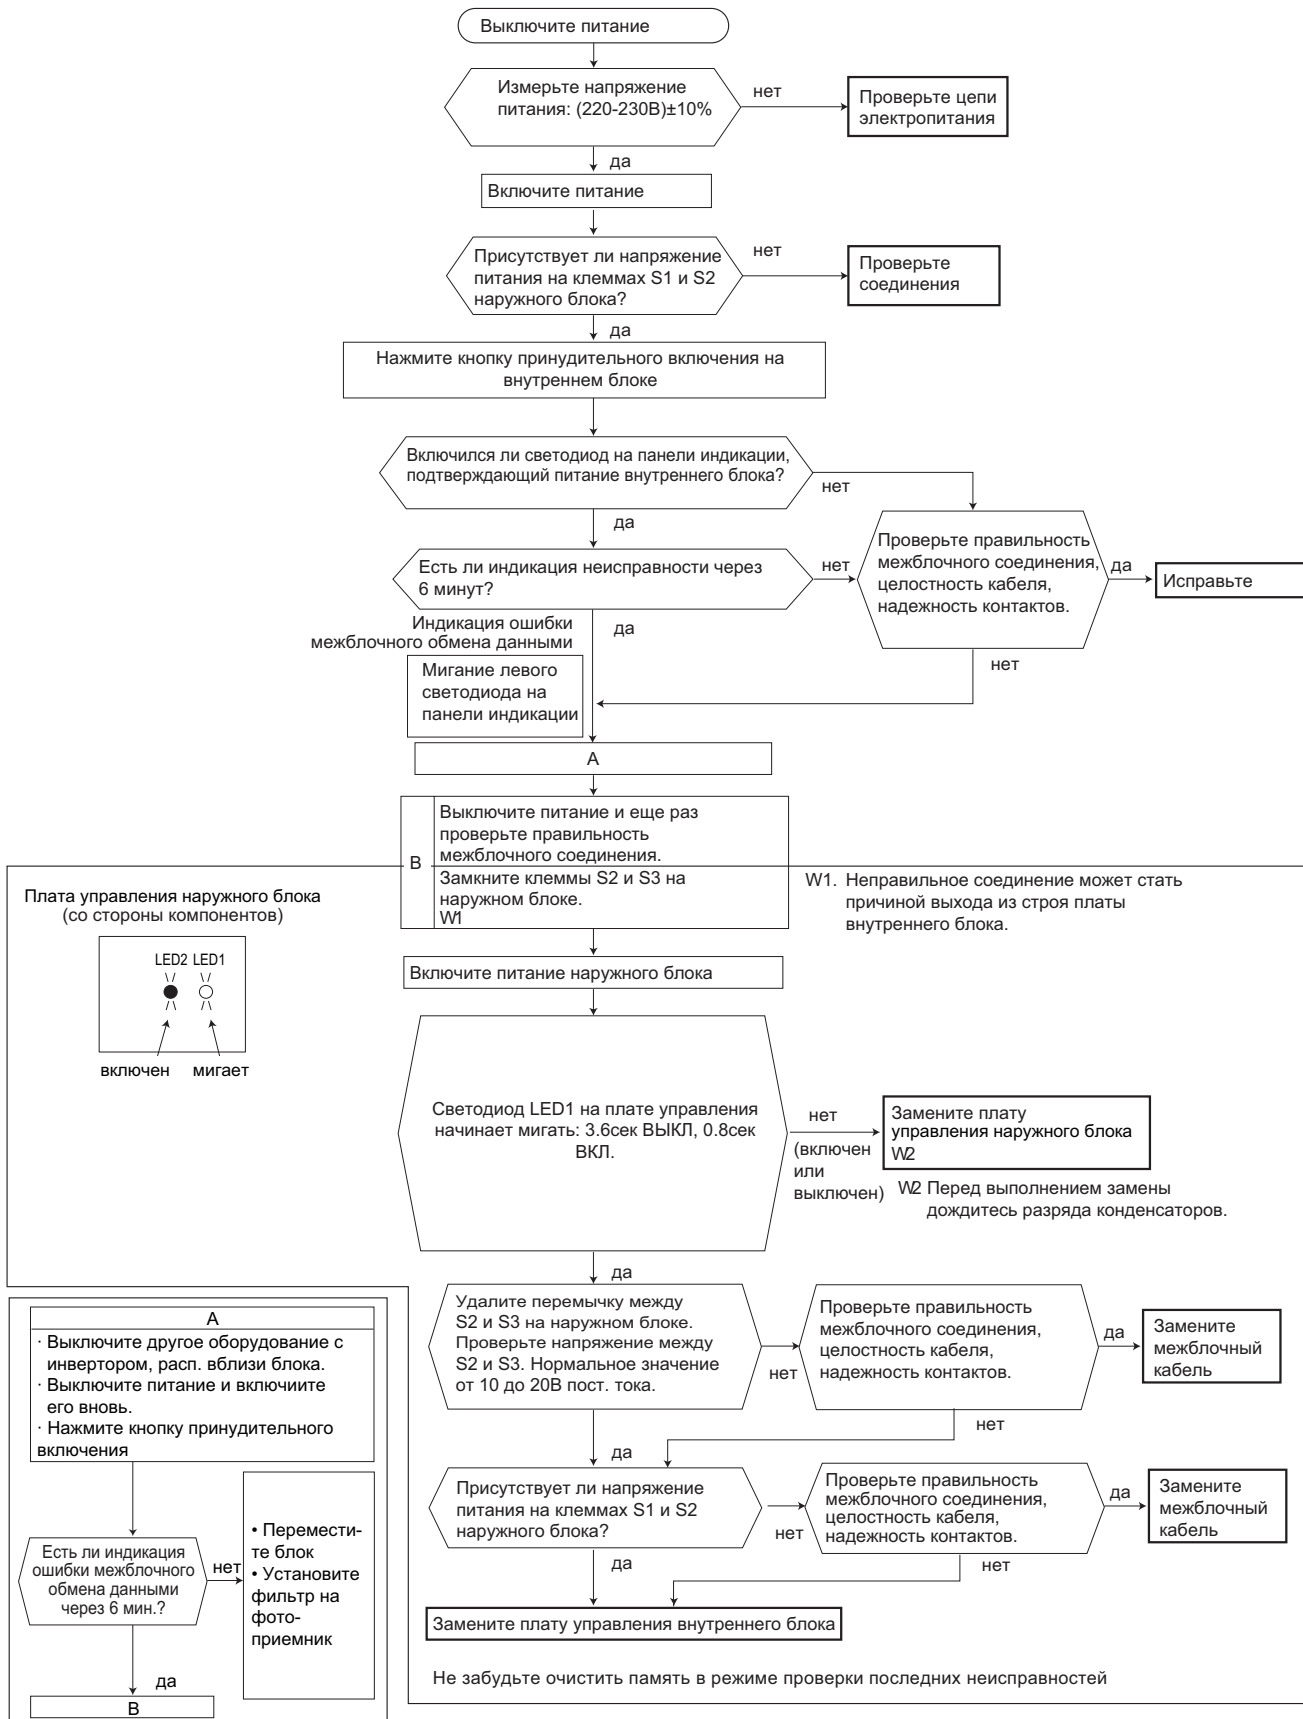 Выключите питание
Измерьте напряжение
питания: (220-230В)±10%
нет
Проверьте цепи
электропитания
да
Включите питание
Присутствует ли напряжение
питания на клеммах S1 и S2
наружного блока?
нет
Проверьте
соединения
да
Нажмите кнопку принудительного включения на
внутреннем блоке
Включился ли светодиод на панели индикации,
подтверждающий питание внутреннего блока?
нет
да
Проверьте правильность
межблочного соединения,
целостность кабеля,
надежность контактов.
да
Исправьте
Есть ли индикация неисправности через
6 минут?
нет
Индикация ошибки
межблочного обмена данными
да
нет
Мигание левого
светодиода на
панели индикации
A
B
Выключите питание и еще раз
проверьте правильность
межблочного соединения.
Замкните клеммы S2 и S3 на
наружном блоке.
W1
W1. Неправильное соединение может стать
причиной выхода из строя платы
внутреннего блока.
Плата управления наружного блока
(со стороны компонентов)
LED2 LED1
включен мигает
Включите питание наружного блока
Светодиод LED1 на плате управления
начинает мигать: 3.6сек ВЫКЛ, 0.8сек
ВКЛ.
нет
(включен
или
выключен)
Замените плату
управления наружного блока
W2
W2 Перед выполнением замены
дождитесь разряда конденсаторов.
да
Удалите перемычку между
S2 и S3 на наружном блоке.
Проверьте напряжение между
S2 и S3. Нормальное значение
от 10 до 20В пост. тока.
нет
Проверьте правильность
межблочного соединения,
целостность кабеля,
надежность контактов.
да
Замените
межблочный
кабель
нет
да
Присутствует ли напряжение
питания на клеммах S1 и S2
наружного блока?
нет
Проверьте правильность
межблочного соединения,
целостность кабеля,
надежность контактов.
да
Замените
межблочный
кабель
нет
да
Замените плату управления внутреннего блока
Не забудьте очистить память в режиме проверки последних неисправностей
A
· Выключите другое оборудование с
инвертором, расп. вблизи блока.
· Выключите питание и включиите
его вновь.
· Нажмите кнопку принудительного
включения
Есть ли индикация
ошибки межблочного
обмена данными
через 6 мин.?
нет
• Перемести-
те блок
• Установите
фильтр на
фото-
приемник
да
B